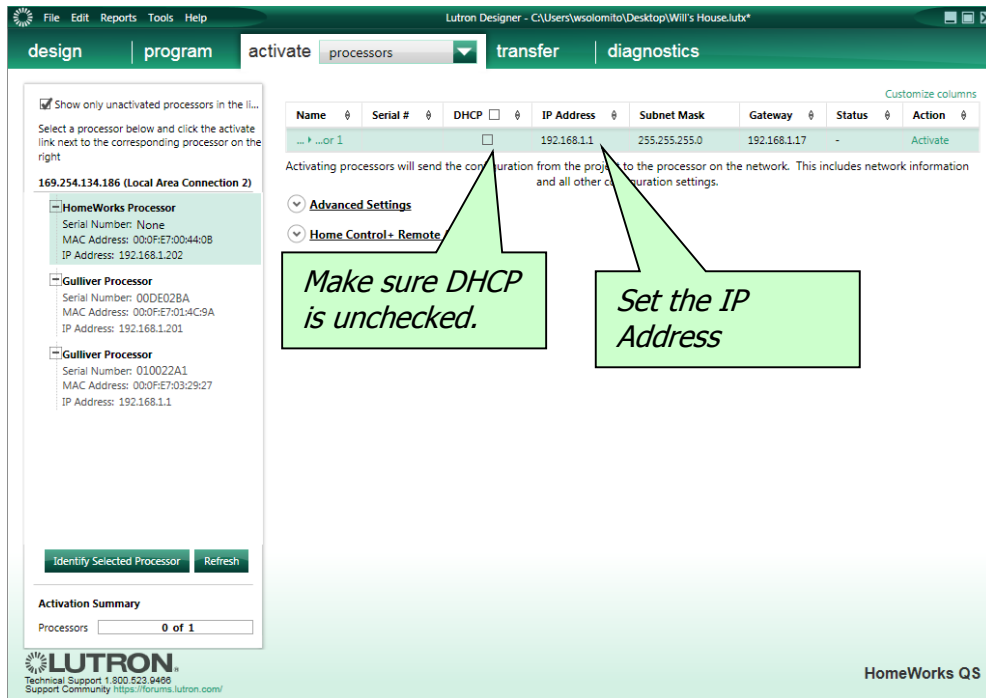 File Edit Reports Tools Help
Lutron Designer - C:\Users\wsolomito\Desktop\Will's House.lutx*
design program activate processors transfer diagnostics
Show only unactivated processors in the li...
Select a processor below and click the activate
link next to the corresponding processor on the
right
169.254.134.186 (Local Area Connection 2)
HomeWorks Processor
Serial Number: None
MAC Address: 00:0F:E7:00:44:0B
IP Address: 192.168.1.202
Gulliver Processor
Serial Number: 00DE02BA
MAC Address: 00:0F:E7:01:4C:9A
IP Address: 192.168.1.201
Gulliver Processor
Serial Number: 010022A1
MAC Address: 00:0F:E7:03:29:27
IP Address: 192.168.1.1
Identify Selected Processor Refresh
Activation Summary
Processors 0 of 1
Customize columns
Name Serial # DHCP IP Address Subnet Mask Gateway Status Action
... ...or 1 192.168.1.1 255.255.255.0 192.168.1.17 - Activate
Activating processors will send the configuration from the project to the processor on the network. This includes network information
and all other configuration settings.
Advanced Settings
Home Control+ Remote
Make sure DHCP
is unchecked.
Set the IP
Address
LUTRON
Technical Support 1.800.523.9466
Support Community https://forums.lutron.com/
HomeWorks QS